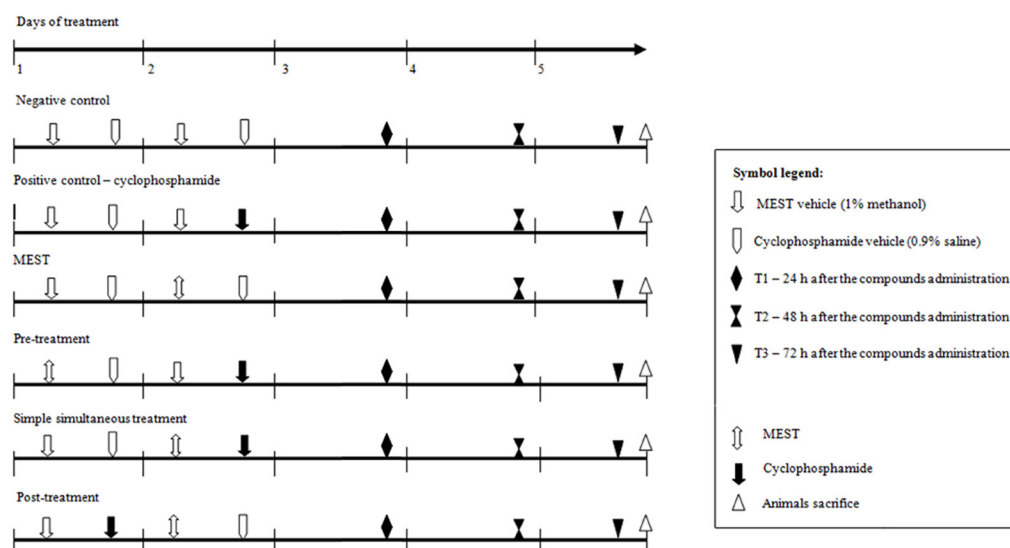 Days of treatment
1 2 3 4 5
Negative control
Positive control – cyclophosphamide
MEST
Pre-treatment
Simple simultaneous treatment
Post-treatment
Symbol legend:
MEST vehicle (1% methanol)
Cyclophosphamide vehicle (0.9% saline)
T1 – 24 h after the compounds administration
T2 – 48 h after the compounds administration
T3 – 72 h after the compounds administration
MEST
Cyclophosphamide
Animals sacrifice